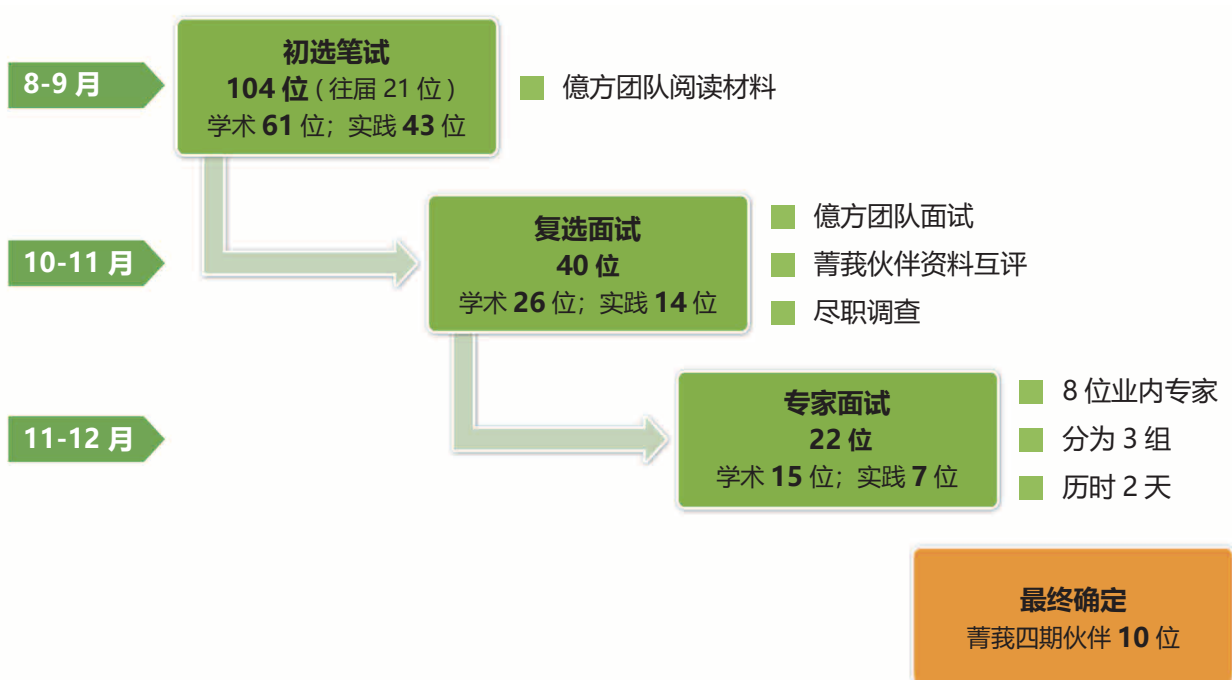 8-9 月
初选笔试
104 位 ( 往届 21 位 )
学术 61 位；实践 43 位
億方团队阅读材料
10-11 月
复选面试
40 位
学术 26 位；实践 14 位
億方团队面试
菁莪伙伴资料互评
尽职调查
11-12 月
专家面试
22 位
学术 15 位；实践 7 位
8 位业内专家
分为 3 组
历时 2 天
最终确定
菁莪四期伙伴 10 位